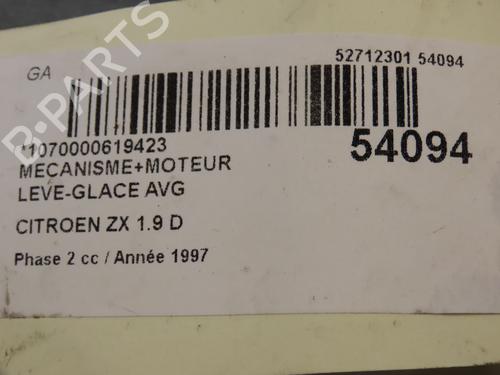 GA
52712301 54094
*1070000619423
54094
MECANISME+MOTEUR
LEVE-GLACE AVG
CITROEN ZX 1.9 D
Phase 2 cc / Année 1997
B-PARTS